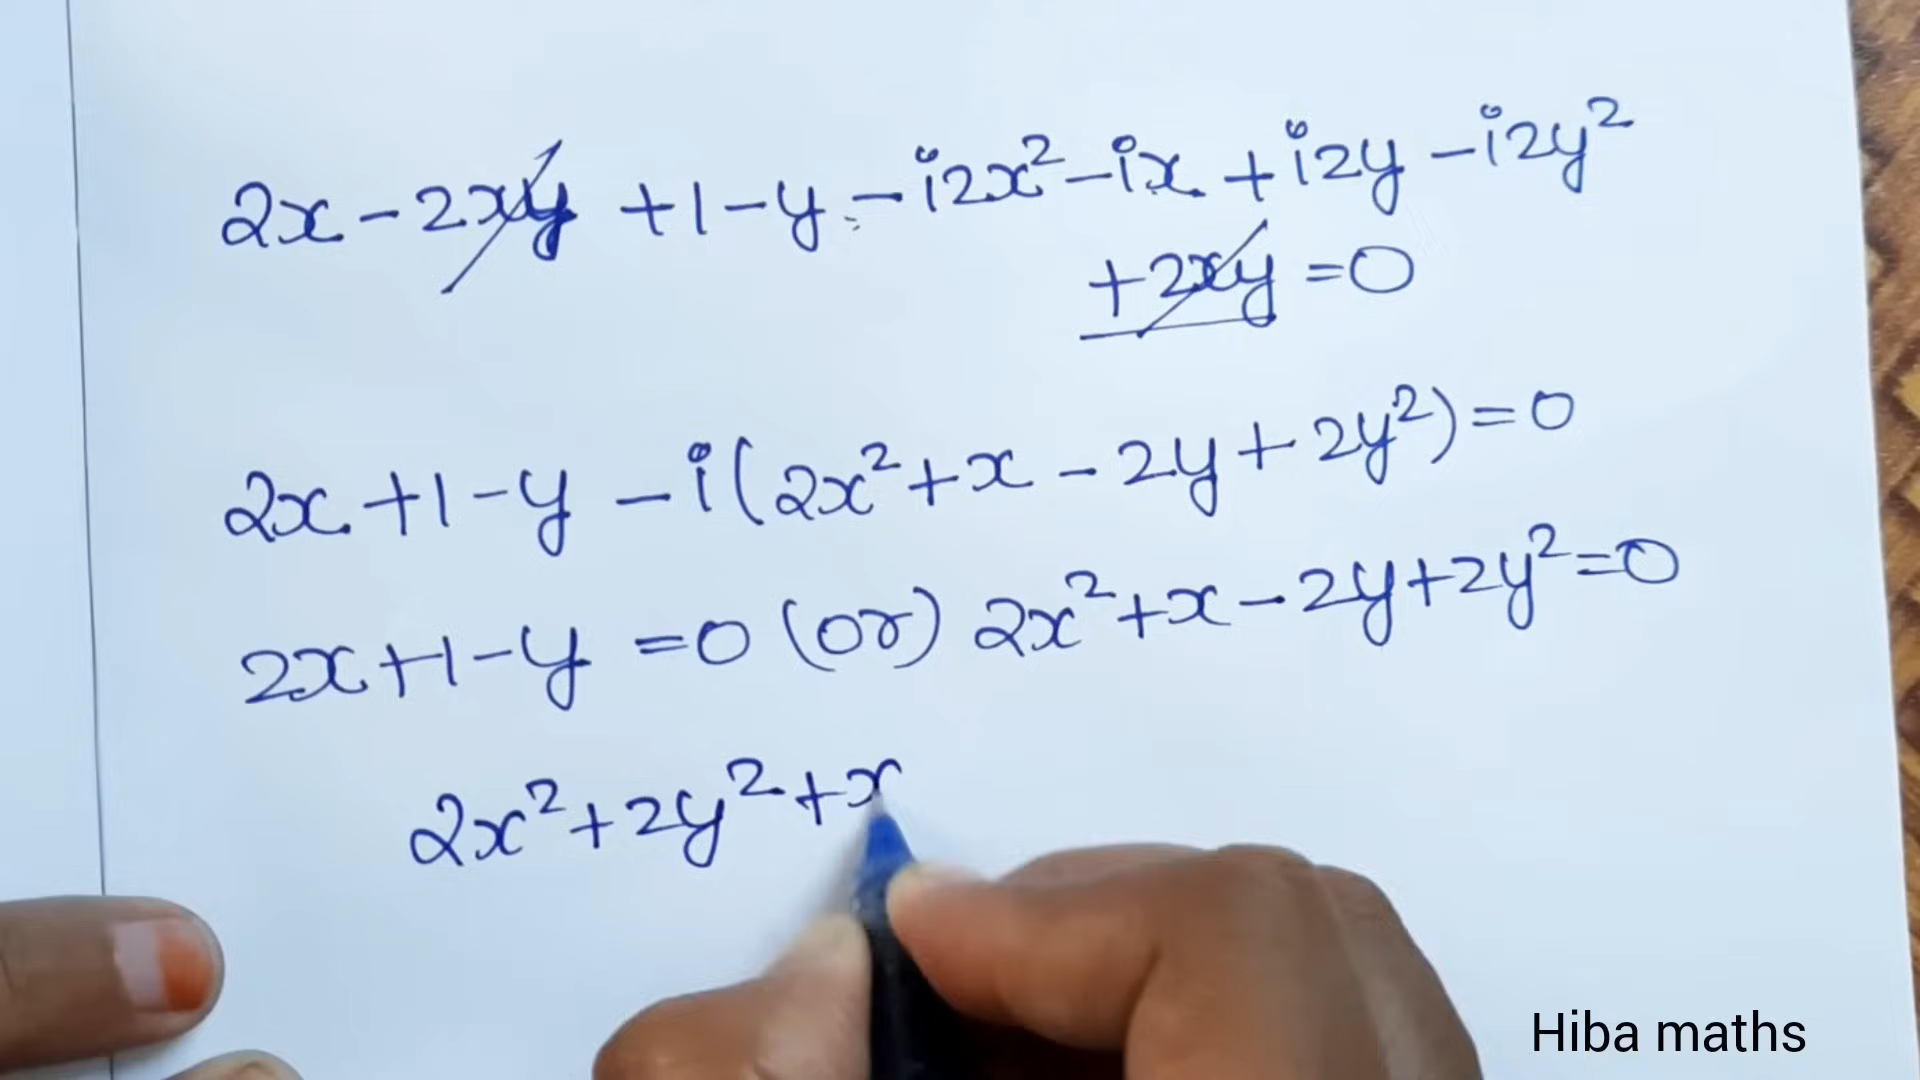 2x - 2xy + 1 - y - i2x² - ix + i2y - i2y²
+ 2xy = 0
2x + 1 - y - i(2x² + x - 2y + 2y²) = 0
2x + 1 - y = 0 (or) 2x² + x - 2y + 2y² = 0
2x² + 2y² + x
Hiba maths